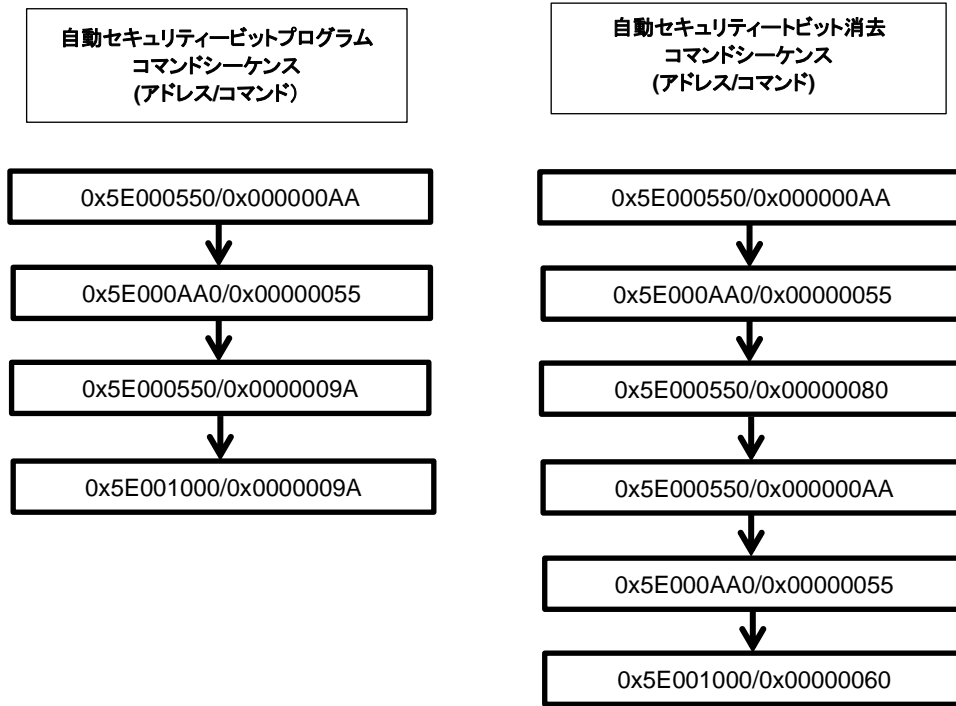 自動セキュリティービットプログラム
コマンドシーケンス
(アドレス/コマンド）
0x5E000550/0x000000AA
0x5E000AA0/0x00000055
0x5E000550/0x0000009A
0x5E001000/0x0000009A
自動セキュリティートビット消去
コマンドシーケンス
(アドレス/コマンド)
0x5E000550/0x000000AA
0x5E000AA0/0x00000055
0x5E000550/0x00000080
0x5E000550/0x000000AA
0x5E000AA0/0x00000055
0x5E001000/0x00000060